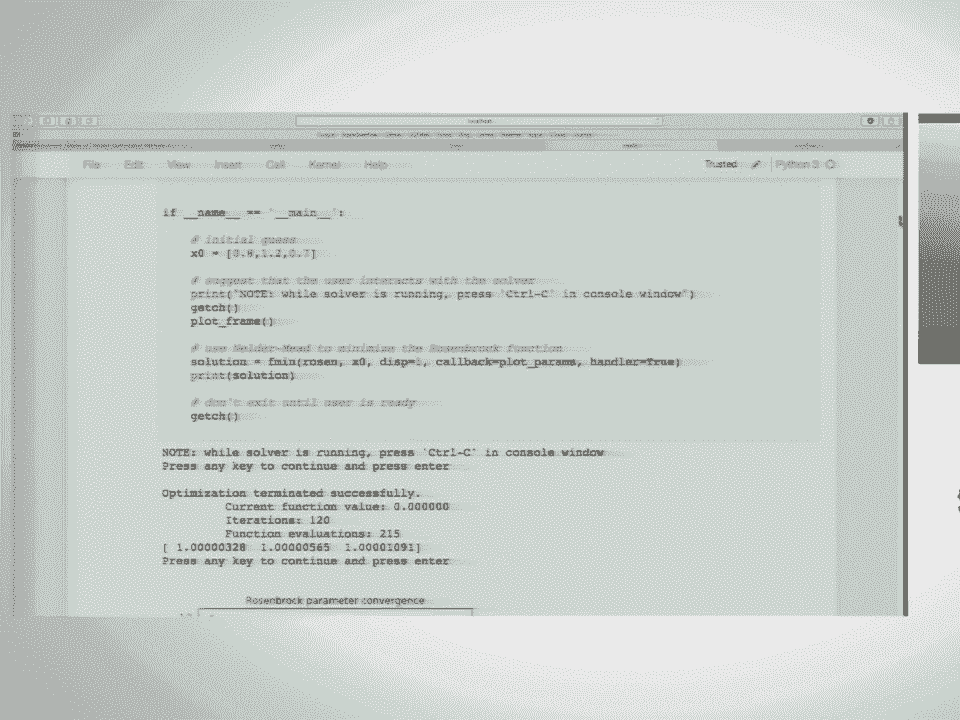 File Edit View Insert Cell Kernel Help Trusted Python 3
if __name__ == '__main__':
# initial guess
x0 = [0.8,1.2,0.7]
# suggest that the user interacts with the solver
print("NOTE: while solver is running, press 'Ctrl-C' in console window")
getch()
plot_frame()
# use Nelder-Mead to minimize the Rosenbrock function
solution = fmin(rosen, x0, disp=1, callback=plot_params, handler=True)
print(solution)
# don't exit until user is ready
getch()
NOTE: while solver is running, press 'Ctrl-C' in console window
Press any key to continue and press enter
Optimization terminated successfully.
Current function value: 0.000000
Iterations: 120
Function evaluations: 215
[ 1.00000328 1.00000565 1.00001091]
Press any key to continue and press enter
Rosenbrock parameter convergence